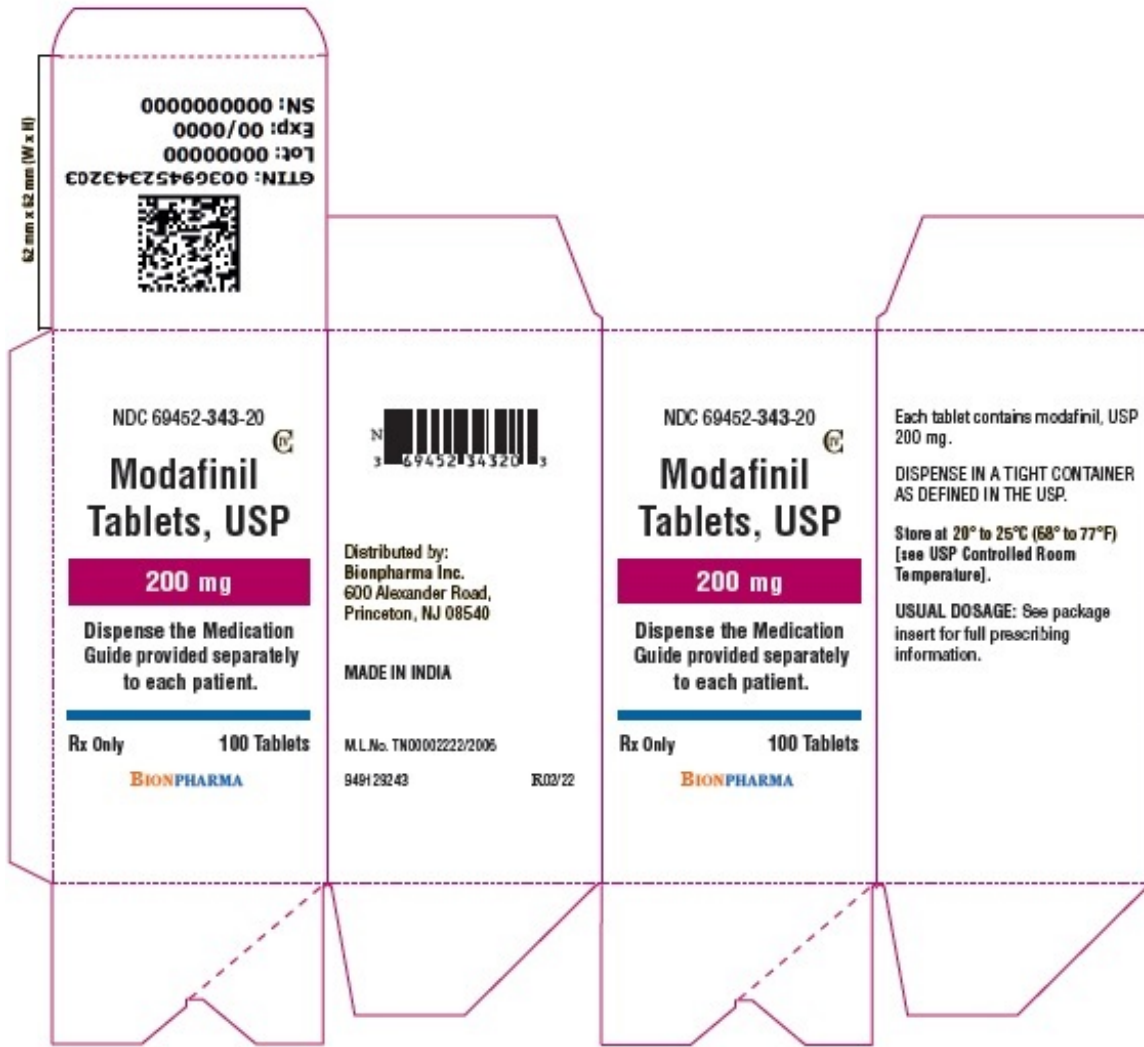 62 mm x 62 mm (W x H)
SN: 00000000000
Exp: 00/0000
Lot: 00000000
GTIN: 00369452343203
NDC 69452-343-20
CIV
Modafinil
Tablets, USP
200 mg
Dispense the Medication
Guide provided separately
to each patient.
Rx Only 100 Tablets
BIONPHARMA
N
3 69452 34320 3
Distributed by:
Bionpharma Inc.
600 Alexander Road,
Princeton, NJ 08540
MADE IN INDIA
M.L.No. TN00002222/2006
949129243 R02/22
NDC 69452-343-20
CIV
Modafinil
Tablets, USP
200 mg
Dispense the Medication
Guide provided separately
to each patient.
Rx Only 100 Tablets
BIONPHARMA
Each tablet contains modafinil, USP
200 mg.
DISPENSE IN A TIGHT CONTAINER
AS DEFINED IN THE USP.
Store at 20° to 25°C (68° to 77°F)
[see USP Controlled Room
Temperature].
USUAL DOSAGE: See package
insert for full prescribing
information.